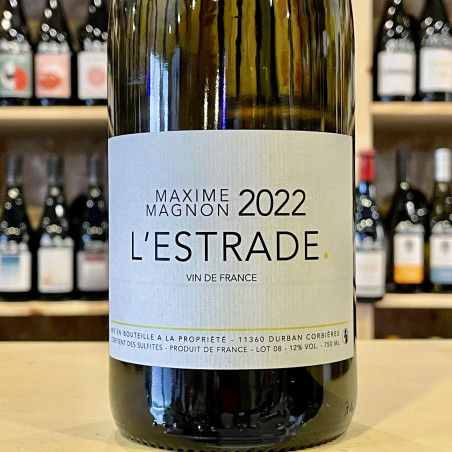 MAXIME
MAGNON 2022
L'ESTRADE.
VIN DE FRANCE
MIS EN BOUTEILLE A LA PROPRIÉTÉ - 11360 DURBAN CORBIÈRES
CONTIENT DES SULFITES - PRODUIT DE FRANCE - LOT 08 - 12% VOL. - 750 ML